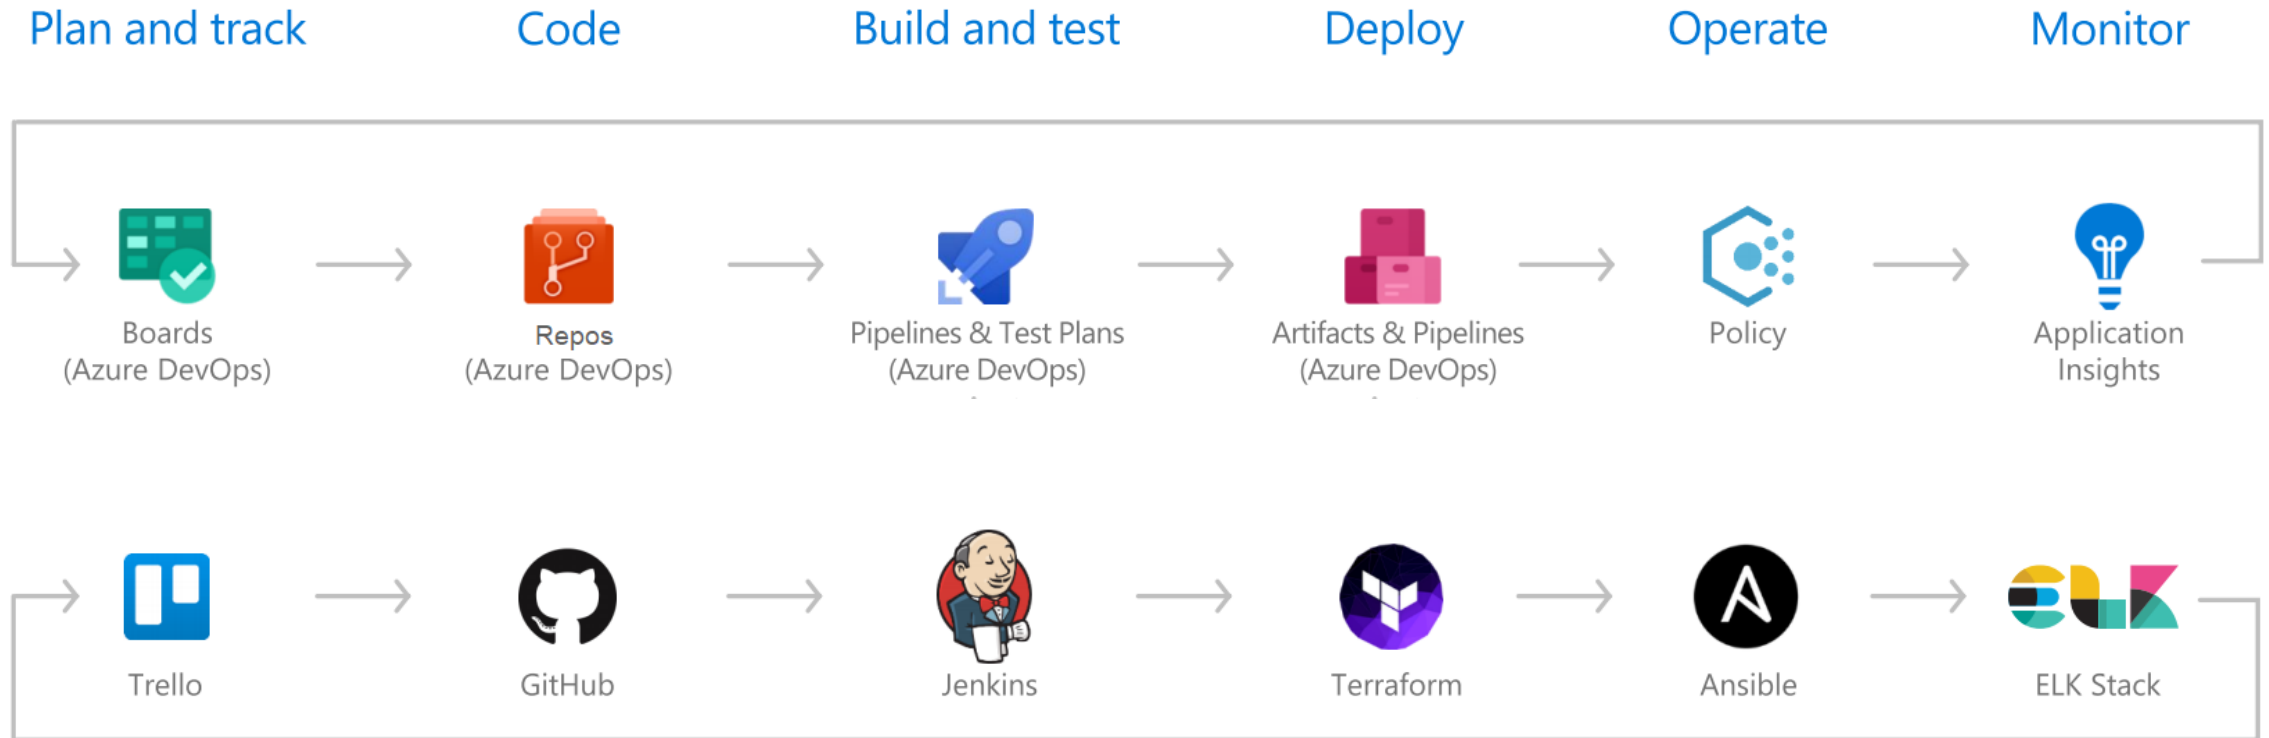 Plan and track
Code
Build and test
Deploy
Operate
Monitor
Boards
(Azure DevOps)
Repos
(Azure DevOps)
Pipelines & Test Plans
(Azure DevOps)
Artifacts & Pipelines
(Azure DevOps)
Policy
Application
Insights
Trello
GitHub
Jenkins
Terraform
Ansible
ELK
ELK Stack